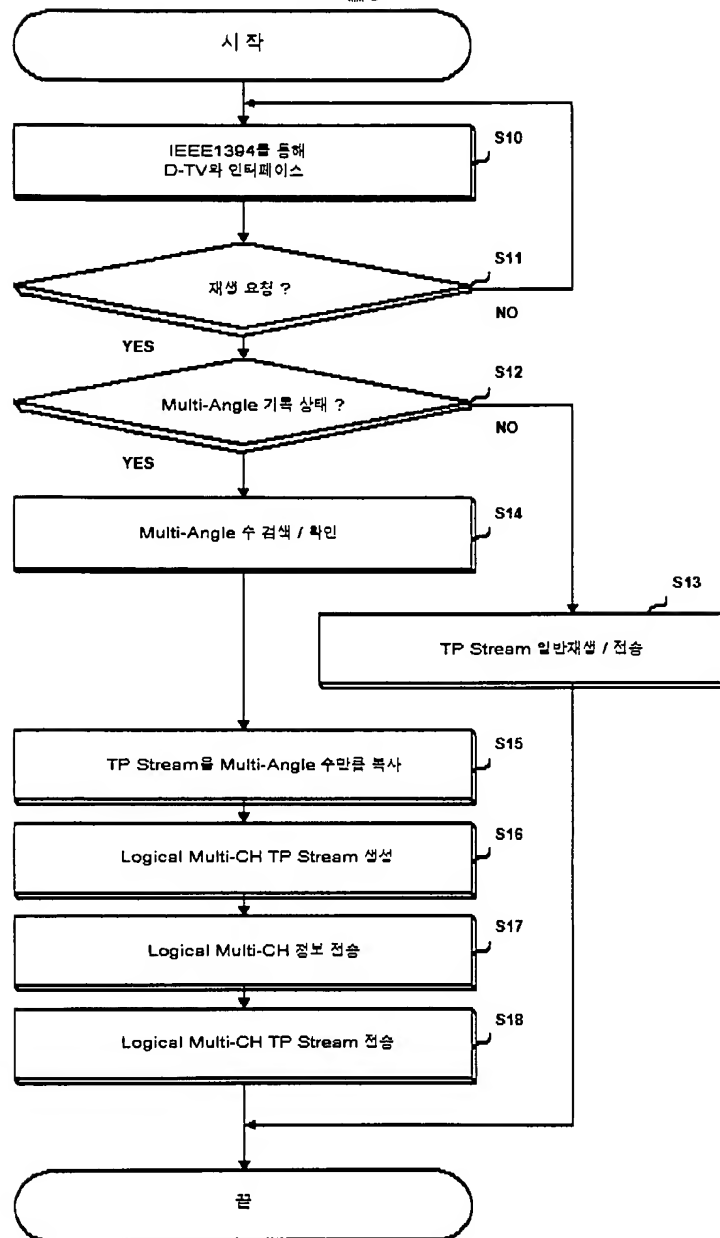 시 작
IEEE1394를 통해
D-TV와 인터페이스
S10
재생 요청 ?
S11
NO
YES
Multi-Angle 기록 상태 ?
S12
NO
YES
Multi-Angle 수 검색 / 확인
S14
S13
TP Stream 일반재생 / 전송
TP Stream을 Multi-Angle 수만큼 복사
S15
Logical Multi-CH TP Stream 생성
S16
Logical Multi-CH 정보 전송
S17
Logical Multi-CH TP Stream 전송
S18
끝